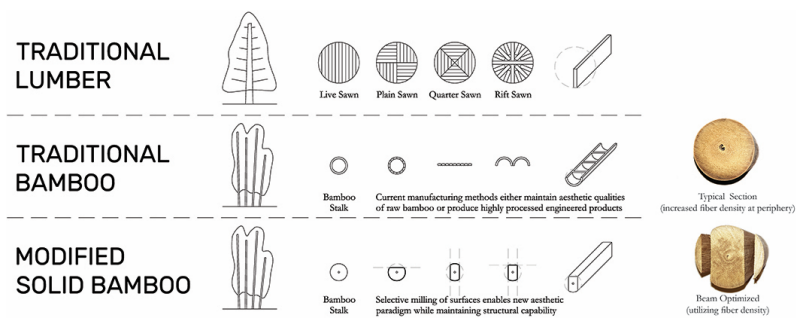 TRADITIONAL
LUMBER
Live Sawn
Plain Sawn
Quarter Sawn
Rift Sawn
TRADITIONAL
BAMBOO
Bamboo
Stalk
Current manufacturing methods either maintain aesthetic qualities
of raw bamboo or produce highly processed engineered products
Typical Section
(increased fiber density at periphery)
MODIFIED
SOLID BAMBOO
Bamboo
Stalk
Selective milling of surfaces enables new aesthetic
paradigm while maintaining structural capability
Beam Optimized
(utilizing fiber density)